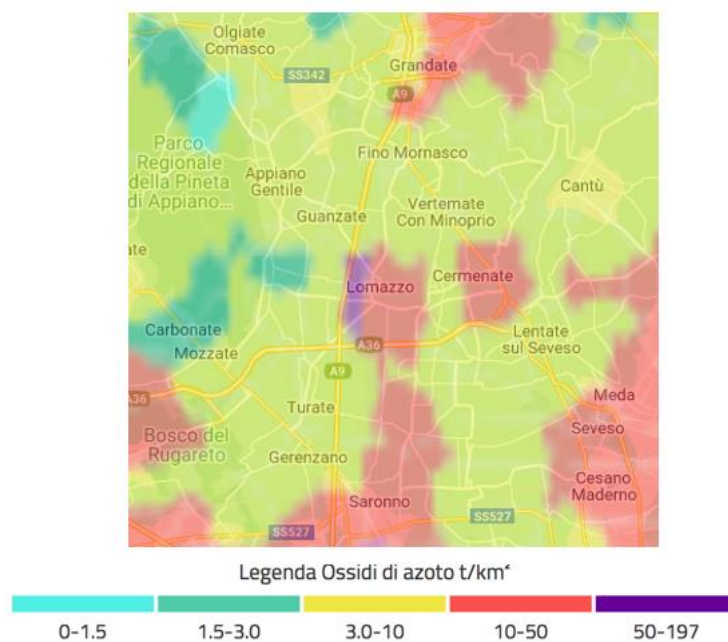 Olgiate
Comasco
SS342
Grandate
A9
Parco
Regionale
della Pineta
di Appiano...
Fino Mornasco
Appiano
Gentile
Cantù
Vertemate
Con Minoprio
Guanzate
ate
Lomazzo
Cermenate
Carbonate
Mozzate
A36
Lentate
sul Seveso
A9
A36
Turate
Meda
Bosco del
Rugareto
Seveso
Gerenzano
Cesano
Maderno
Saronno
SS527
SS527
Legenda Ossidi di azoto t/km²
0-1.5 1.5-3.0 3.0-10 10-50 50-197